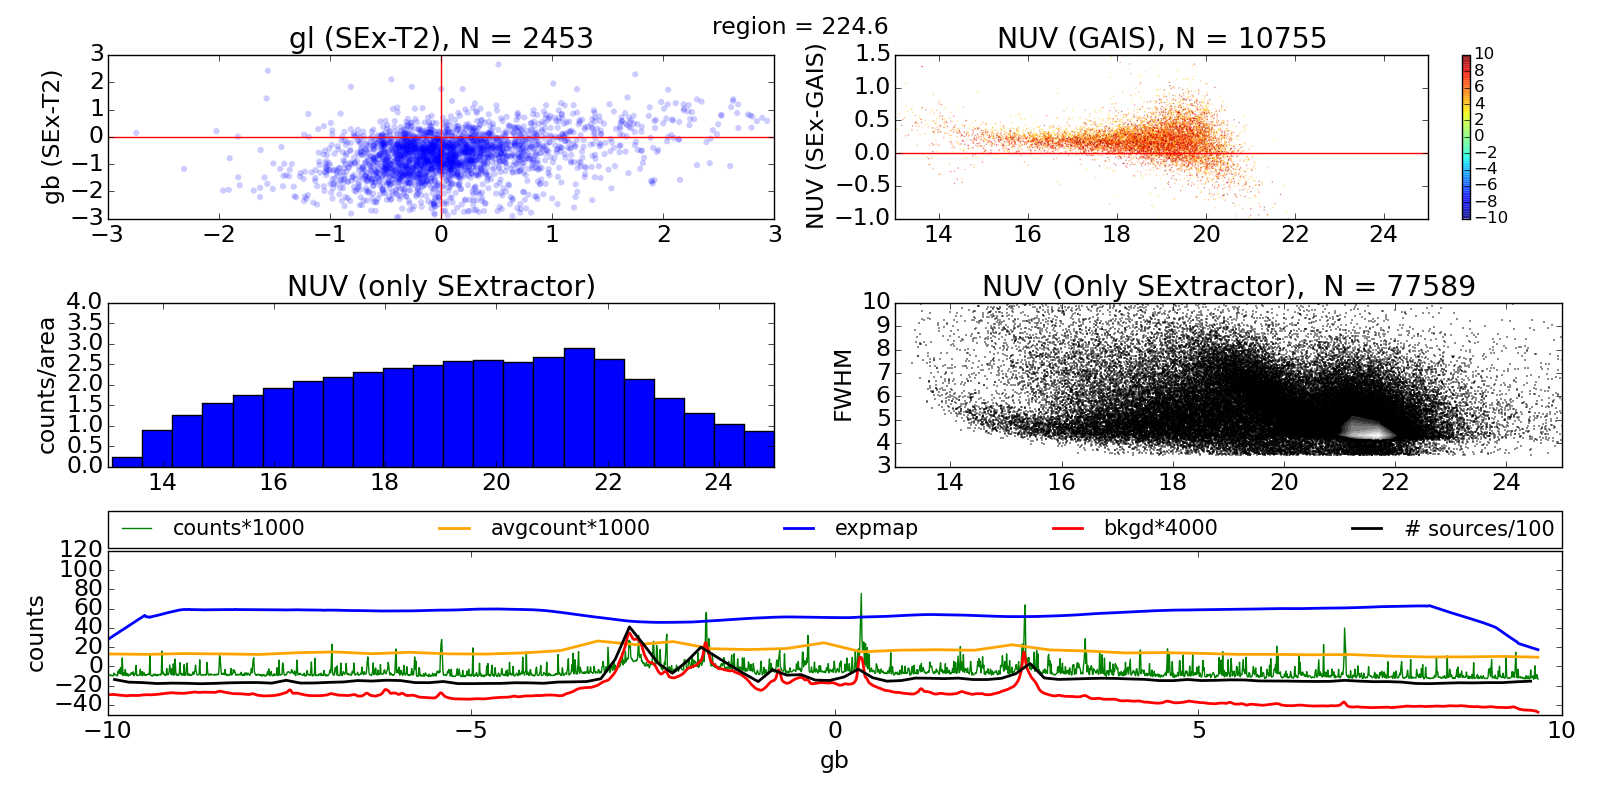 region = 224.6
gl (SEx-T2), N = 2453
gb (SEx-T2)
3
2
1
0
−1
−2
−3
−3 −2 −1 0 1 2 3
NUV (GAIS), N = 10755
NUV (SEx-GAIS)
1.5
1.0
0.5
0.0
−0.5
−1.0
14 16 18 20 22 24
10
8
6
4
2
0
−2
−4
−6
−8
−10
NUV (only SExtractor)
counts/area
4.0
3.5
3.0
2.5
2.0
1.5
1.0
0.5
0.0
14 16 18 20 22 24
NUV (Only SExtractor), N = 77589
FWHM
10
9
8
7
6
5
4
3
14 16 18 20 22 24
counts*1000 avgcount*1000 expmap bkgd*4000 # sources/100
counts
120
100
80
60
40
20
0
−20
−40
−10 −5 0 5 10
gb